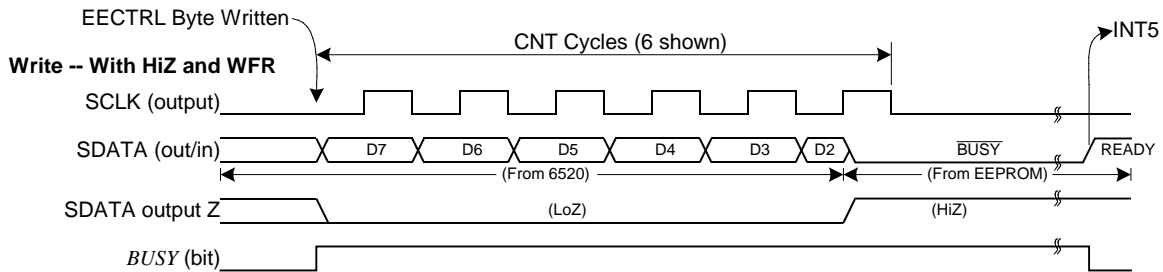 EECTRL Byte Written
INT5
CNT Cycles (6 shown)
Write -- With HiZ and WFR
SCLK (output)
SDATA (out/in)
D7
D6
D5
D4
D3
D2
BUSY
READY
(From 6520)
(From EEPROM)
SDATA output Z
(LoZ)
(HiZ)
BUSY (bit)